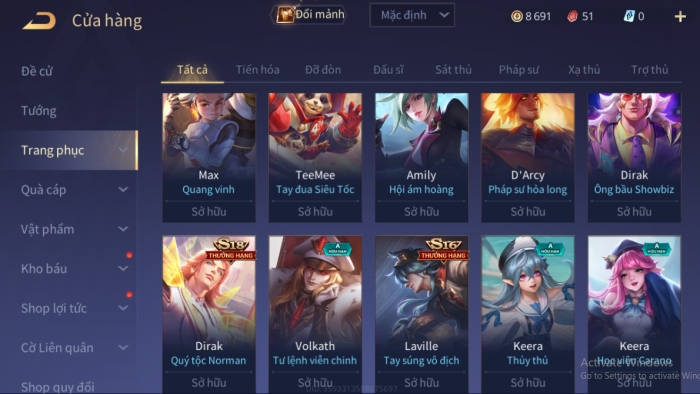 Cửa hàng
Đổi mảnh
Mặc định
8 691
51
0
Đề cử
Tướng
Trang phục
Quà cáp
Vật phẩm
Kho báu
Shop lợi tức
Cờ Liên quân
Shop quy đổi
Tất cả
Tiến hóa
Đỡ đòn
Đấu sĩ
Sát thủ
Pháp sư
Xạ thủ
Trợ thủ
Max
Quang vinh
Sở hữu
TeeMee
Tay đua Siêu Tốc
Sở hữu
Amily
Hội ám hoàng
Sở hữu
D'Arcy
Pháp sư hỏa long
Sở hữu
Dirak
Ông bầu Showbiz
Sở hữu
S18
THƯỞNG HẠNG
Dirak
Quý tộc Norman
Sở hữu
A
HỮU HẠN
Volkath
Tư lệnh viễn chinh
Sở hữu
S16
THƯỞNG HẠNG
Laville
Tay súng vô địch
Sở hữu
A
HỮU HẠN
Keera
Thủy thủ
Sở hữu
A
HỮU HẠN
Keera
Học viện Carano
Sở hữu
Activate Windows
Go to Settings to activate Win